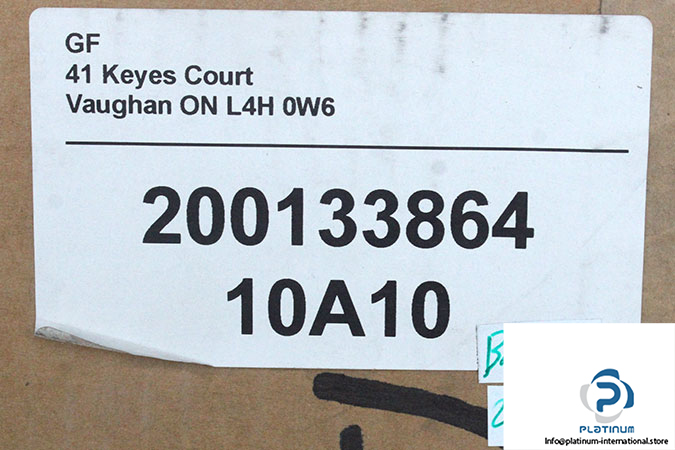 GF
41 Keyes Court
Vaughan ON L4H 0W6
200133864
10A10
PLATINUM
Info@platinum-international.store